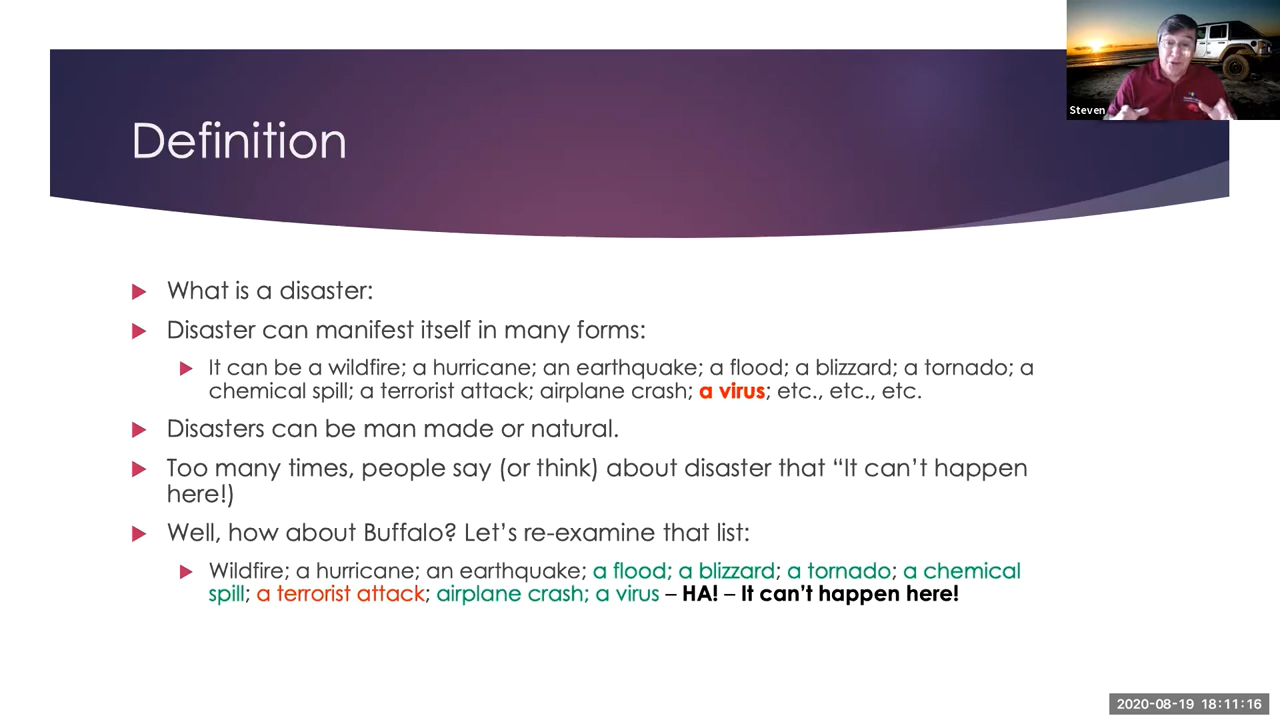 Steven
Definition
What is a disaster:
Disaster can manifest itself in many forms:
It can be a wildfire; a hurricane; an earthquake; a flood; a blizzard; a tornado; a
chemical spill; a terrorist attack; airplane crash; a virus; etc., etc., etc.
Disasters can be man made or natural.
Too many times, people say (or think) about disaster that “It can’t happen
here!)
Well, how about Buffalo? Let’s re-examine that list:
Wildfire; a hurricane; an earthquake; a flood; a blizzard; a tornado; a chemical
spill; a terrorist attack; airplane crash; a virus – HA! – It can’t happen here!
2020-08-19 18:11:16